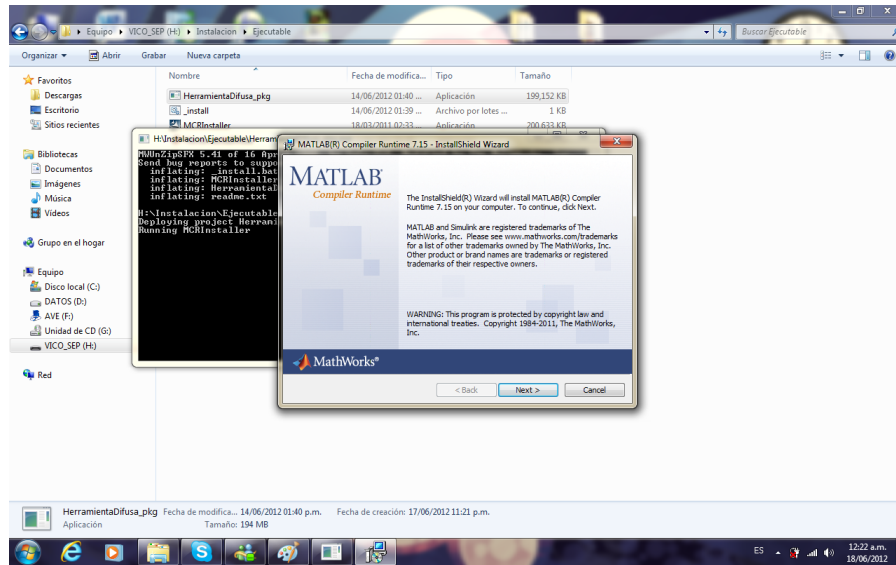 Equipo
VICO_SEP (H:)
Instalacion
Ejecutable
Buscar Ejecutable
Organizar
Abrir
Grabar
Nueva carpeta
Favoritos
Descargas
Escritorio
Sitios recientes
Bibliotecas
Documentos
Imágenes
Música
Vídeos
Grupo en el hogar
Equipo
Disco local (C:)
DATOS (D:)
AVE (F:)
Unidad de CD (G:)
VICO_SEP (H:)
Red
Nombre Fecha de modifica... Tipo Tamaño
HerramientaDifusa_pkg 14/06/2012 01:40 ... Aplicación 199,152 KB
_install 14/06/2012 01:39 ... Archivo por lotes ... 1 KB
MCRInstaller 18/03/2011 02:33 ... Aplicación 200,633 KB
H:\Instalacion\Ejecutable\Herram
MWUnZipSFX 5.41 of 16 Apr
Send bug reports to suppo
inflating: _install.bat
inflating: MCRInstaller
inflating: HerramientaD
inflating: readme.txt
H:\Instalacion\Ejecutable
Deploying project Herrami
Running MCRInstaller
MATLAB(R) Compiler Runtime 7.15 - InstallShield Wizard
MATLAB
Compiler Runtime
The InstallShield(R) Wizard will install MATLAB(R) Compiler
Runtime 7.15 on your computer. To continue, click Next.
MATLAB and Simulink are registered trademarks of The
MathWorks, Inc. Please see www.mathworks.com/trademarks
for a list of other trademarks owned by The MathWorks, Inc.
Other product or brand names are trademarks or registered
trademarks of their respective owners.
WARNING: This program is protected by copyright law and
international treaties. Copyright 1984-2011, The MathWorks,
Inc.
MathWorks®
< Back
Next >
Cancel
HerramientaDifusa_pkg Fecha de modifica... 14/06/2012 01:40 p.m. Fecha de creación: 17/06/2012 11:21 p.m.
Aplicación Tamaño: 194 MB
ES
12:22 a.m.
18/06/2012